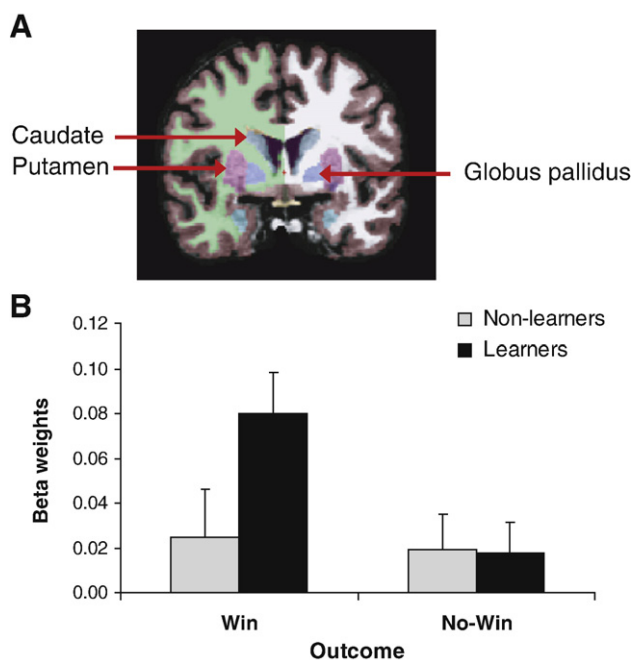 A
Caudate
Putamen
Globus pallidus
B
Non-learners
Learners
0.12
0.10
0.08
0.06
0.04
0.02
0.00
Beta weights
Win
No-Win
Outcome